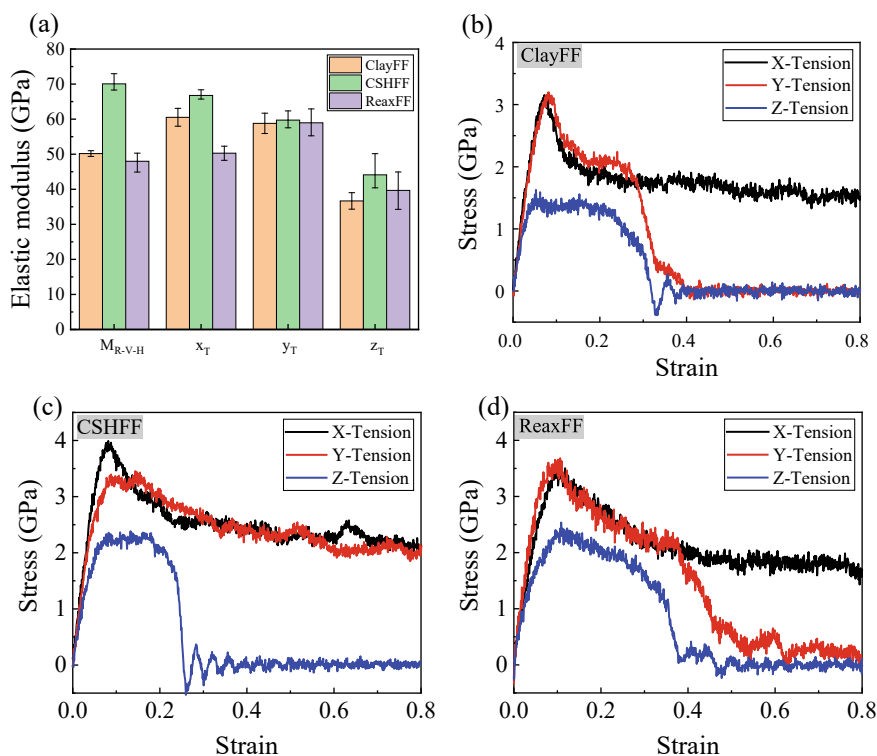 (a)
ClayFF
CSHFF
ReaxFF
Elastic modulus (GPa)
80
70
60
50
40
30
20
10
0
M_R-V-H x_T y_T z_T
(b)
ClayFF
X-Tension
Y-Tension
Z-Tension
Stress (GPa)
4
3
2
1
0
0.0 0.2 0.4 0.6 0.8
Strain
(c)
CSHFF
X-Tension
Y-Tension
Z-Tension
Stress (GPa)
4
3
2
1
0
0.0 0.2 0.4 0.6 0.8
Strain
(d)
ReaxFF
X-Tension
Y-Tension
Z-Tension
Stress (GPa)
4
3
2
1
0
0.0 0.2 0.4 0.6 0.8
Strain